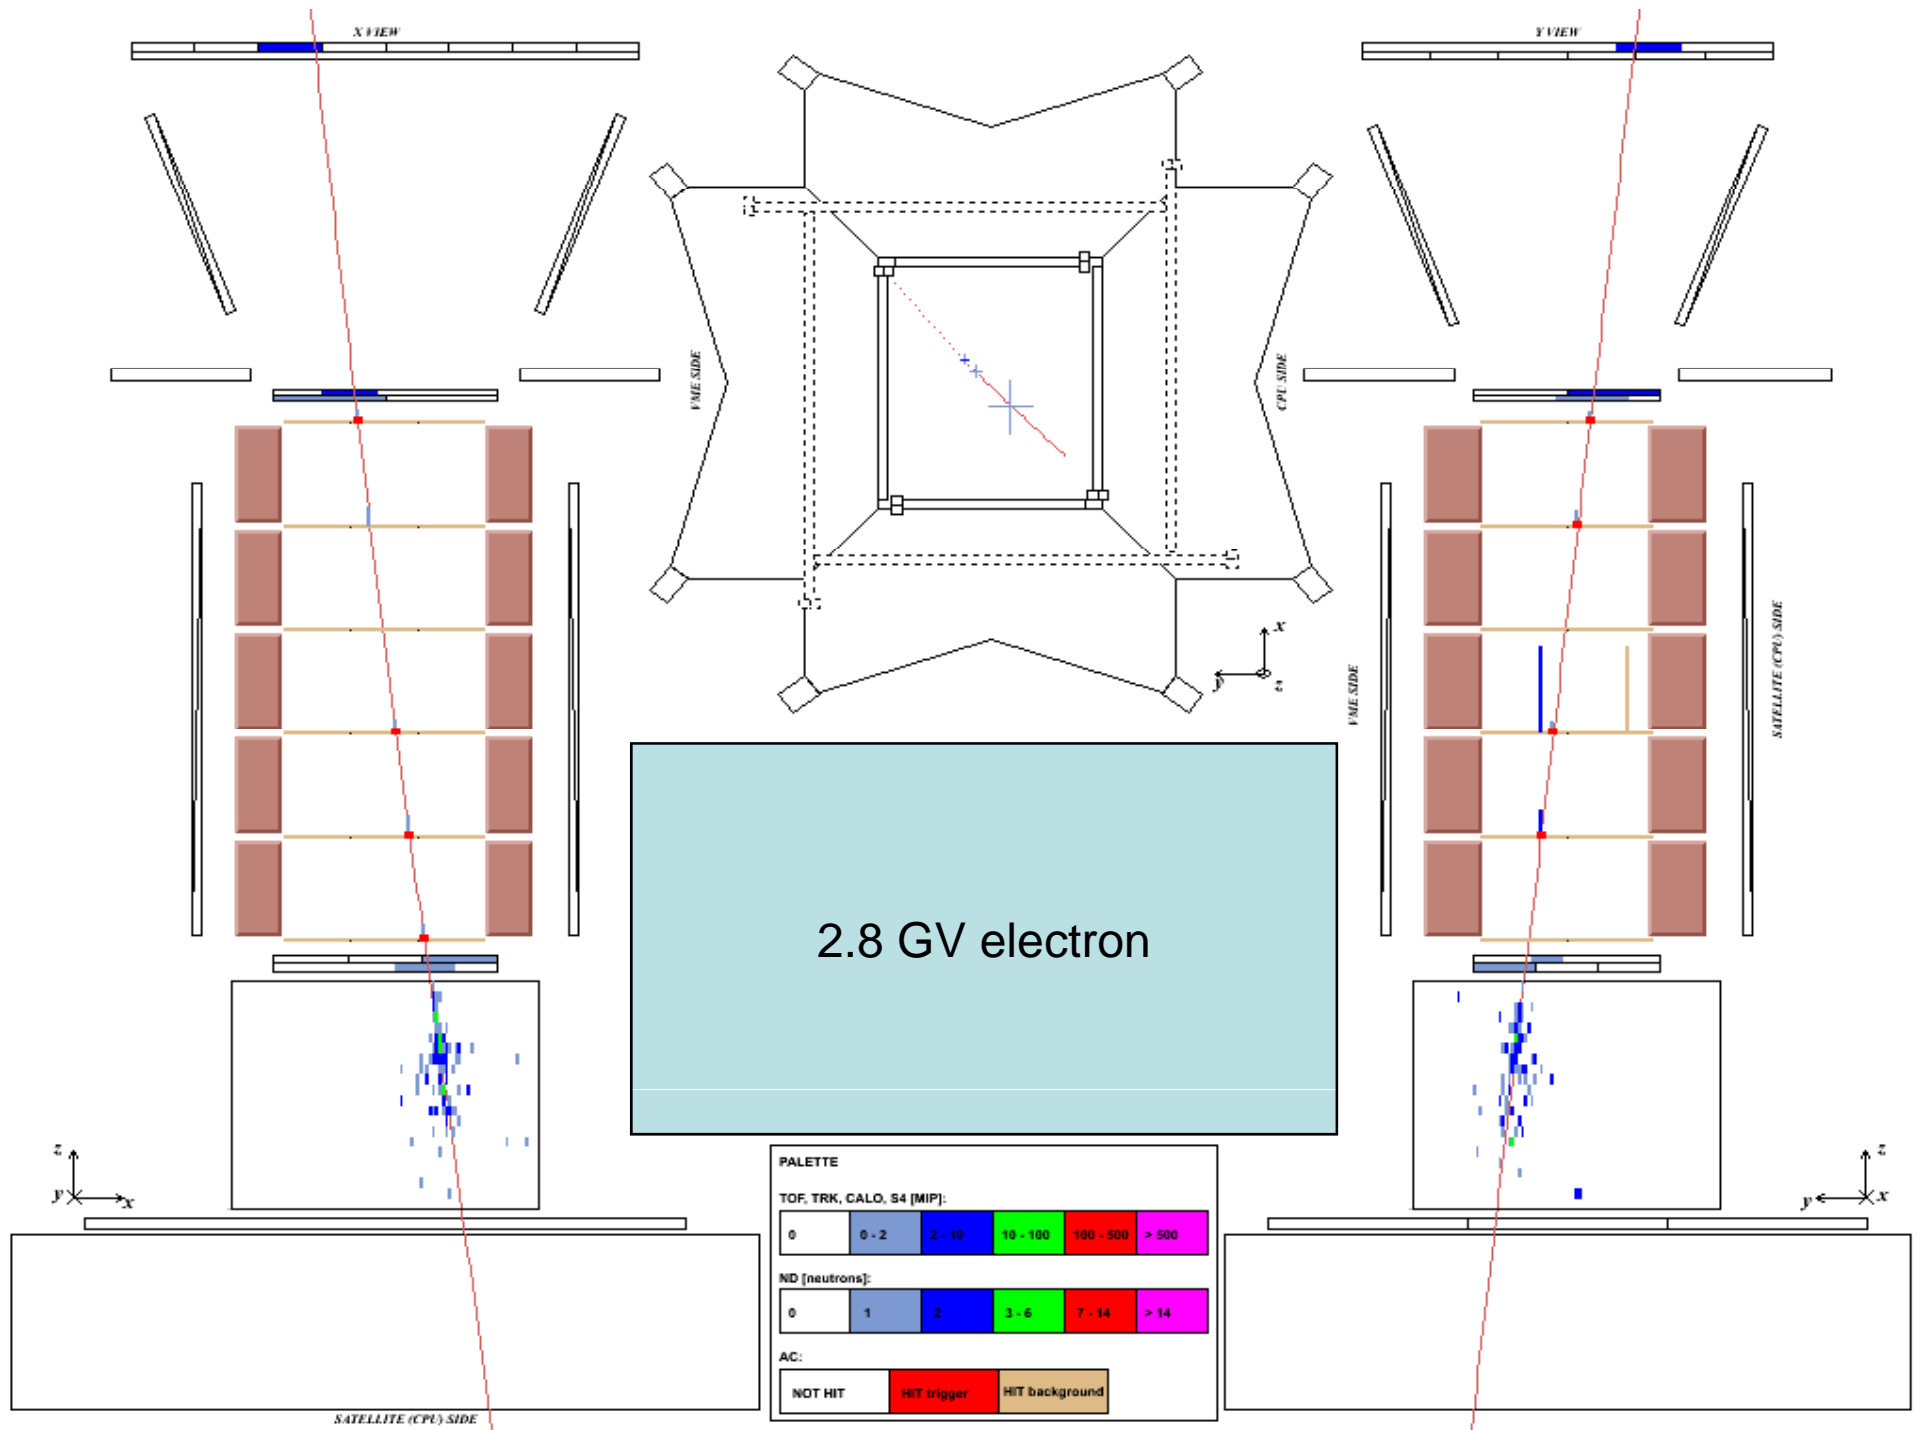 X VIEW
Y VIEW
VME SIDE
CPU SIDE
x
y
z
VME SIDE
SATELLITE (CPU) SIDE
2.8 GV electron
z
y
x
z
y
x
PALETTE
TOF, TRK, CALO, S4 [MIP]:
0 0 - 2 2 - 10 10 - 100 100 - 500 > 500
ND [neutrons]:
0 1 2 3 - 6 7 - 14 > 14
AC:
NOT HIT HIT trigger HIT background
SATELLITE (CPU) SIDE